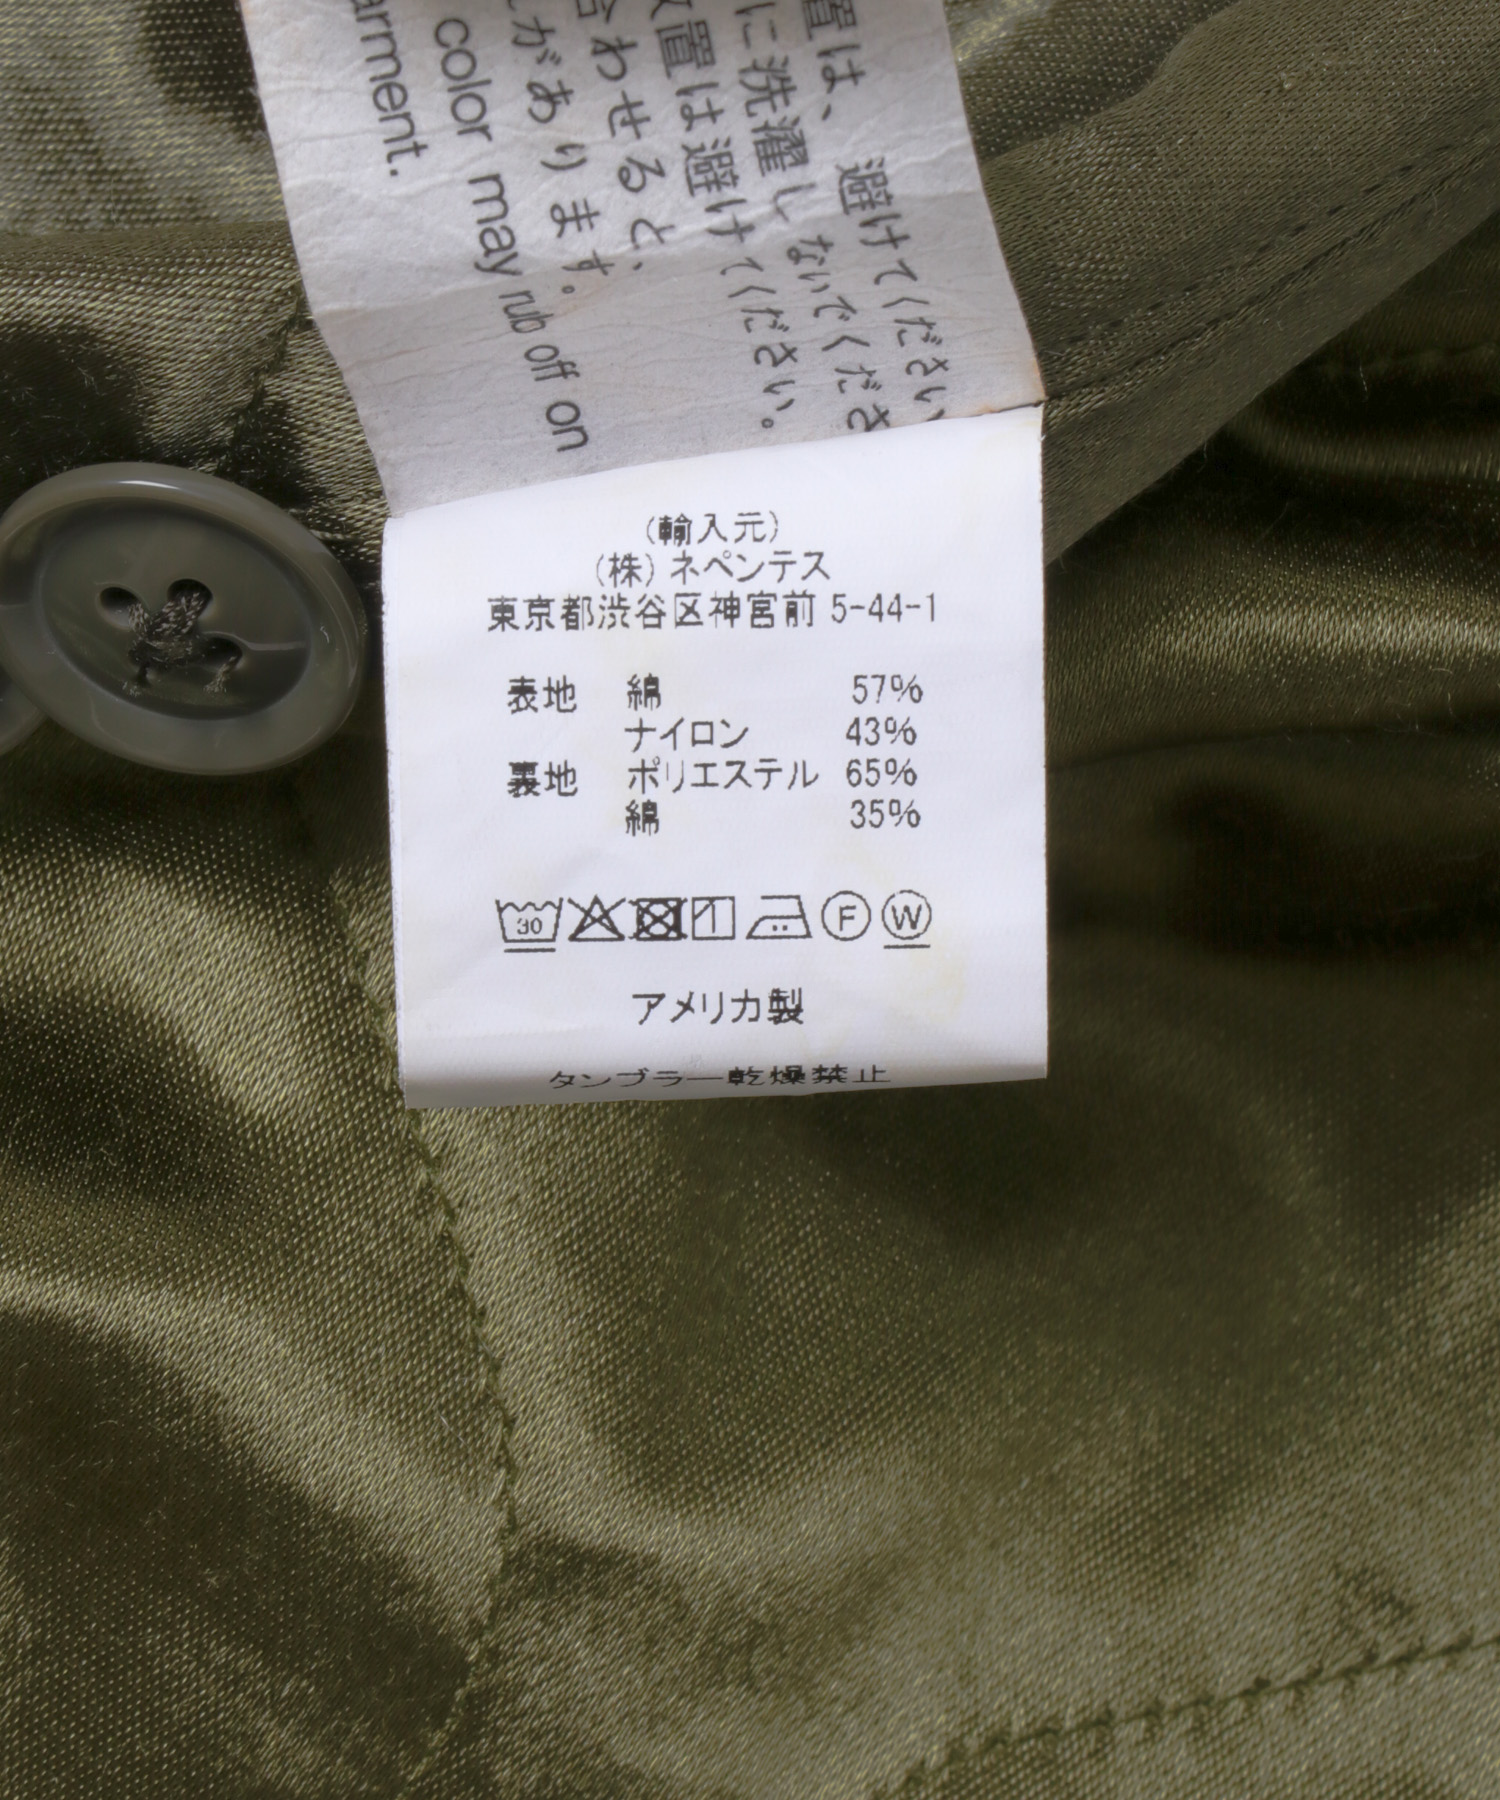 置は、避けてください
に洗濯しないでくださ
放置は避けてください。
合わせると、
があります。
color may rub off on
arment.
(輸入元)
(株)ネペンテス
東京都渋谷区神宮前 5-44-1
表地 綿 57%
ナイロン 43%
裏地 ポリエステル 65%
綿 35%
30 F W
アメリカ製
タンブラー乾燥禁止